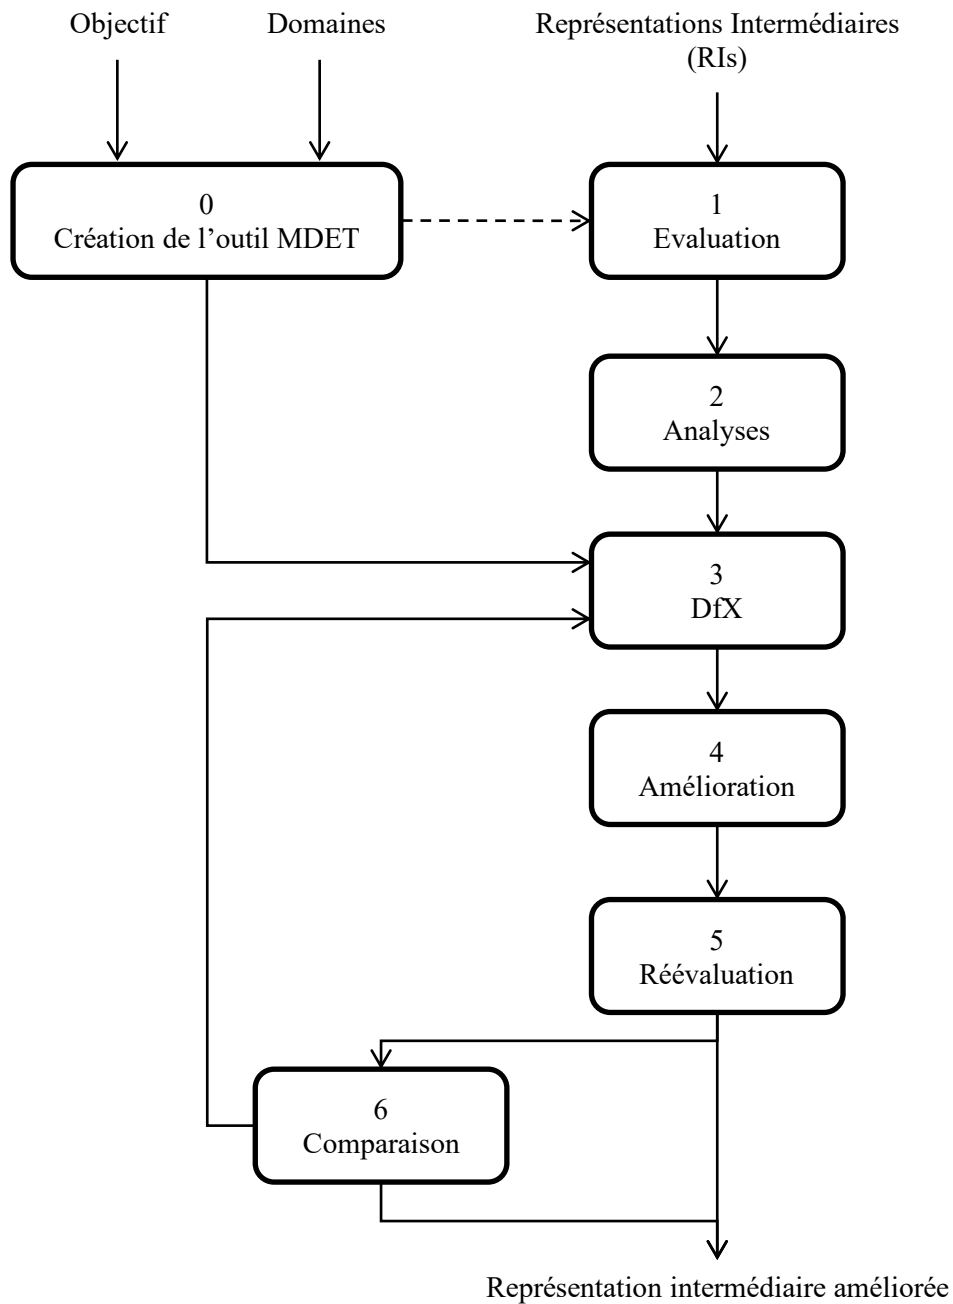 Objectif
Domaines
Représentations Intermédiaires
(RIs)
0
Création de l’outil MDET
1
Evaluation
2
Analyses
3
DfX
4
Amélioration
5
Réévaluation
6
Comparaison
Représentation intermédiaire améliorée